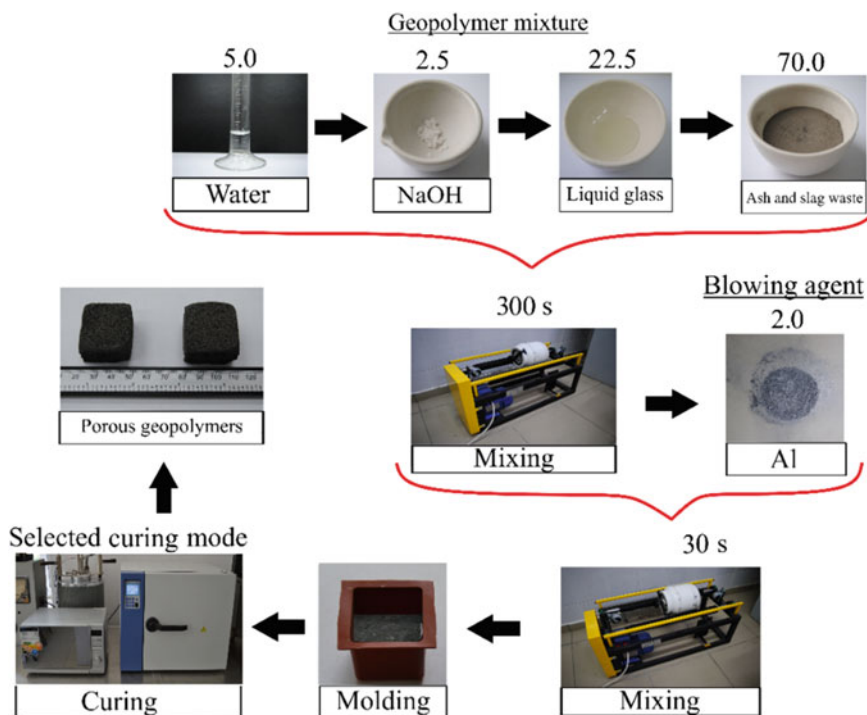 Geopolymer mixture
5.0
2.5
22.5
70.0
Water
NaOH
Liquid glass
Ash and slag waste
Blowing agent
300 s
2.0
Mixing
Al
Porous geopolymers
Selected curing mode
30 s
Curing
Molding
Mixing